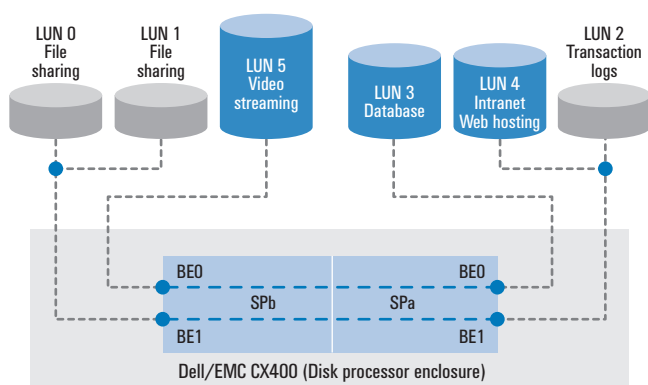 LUN 0
File
sharing
LUN 1
File
sharing
LUN 5
Video
streaming
LUN 3
Database
LUN 4
Intranet
Web hosting
LUN 2
Transaction
logs
BE0
BE0
SPb
SPa
BE1
BE1
Dell/EMC CX400 (Disk processor enclosure)